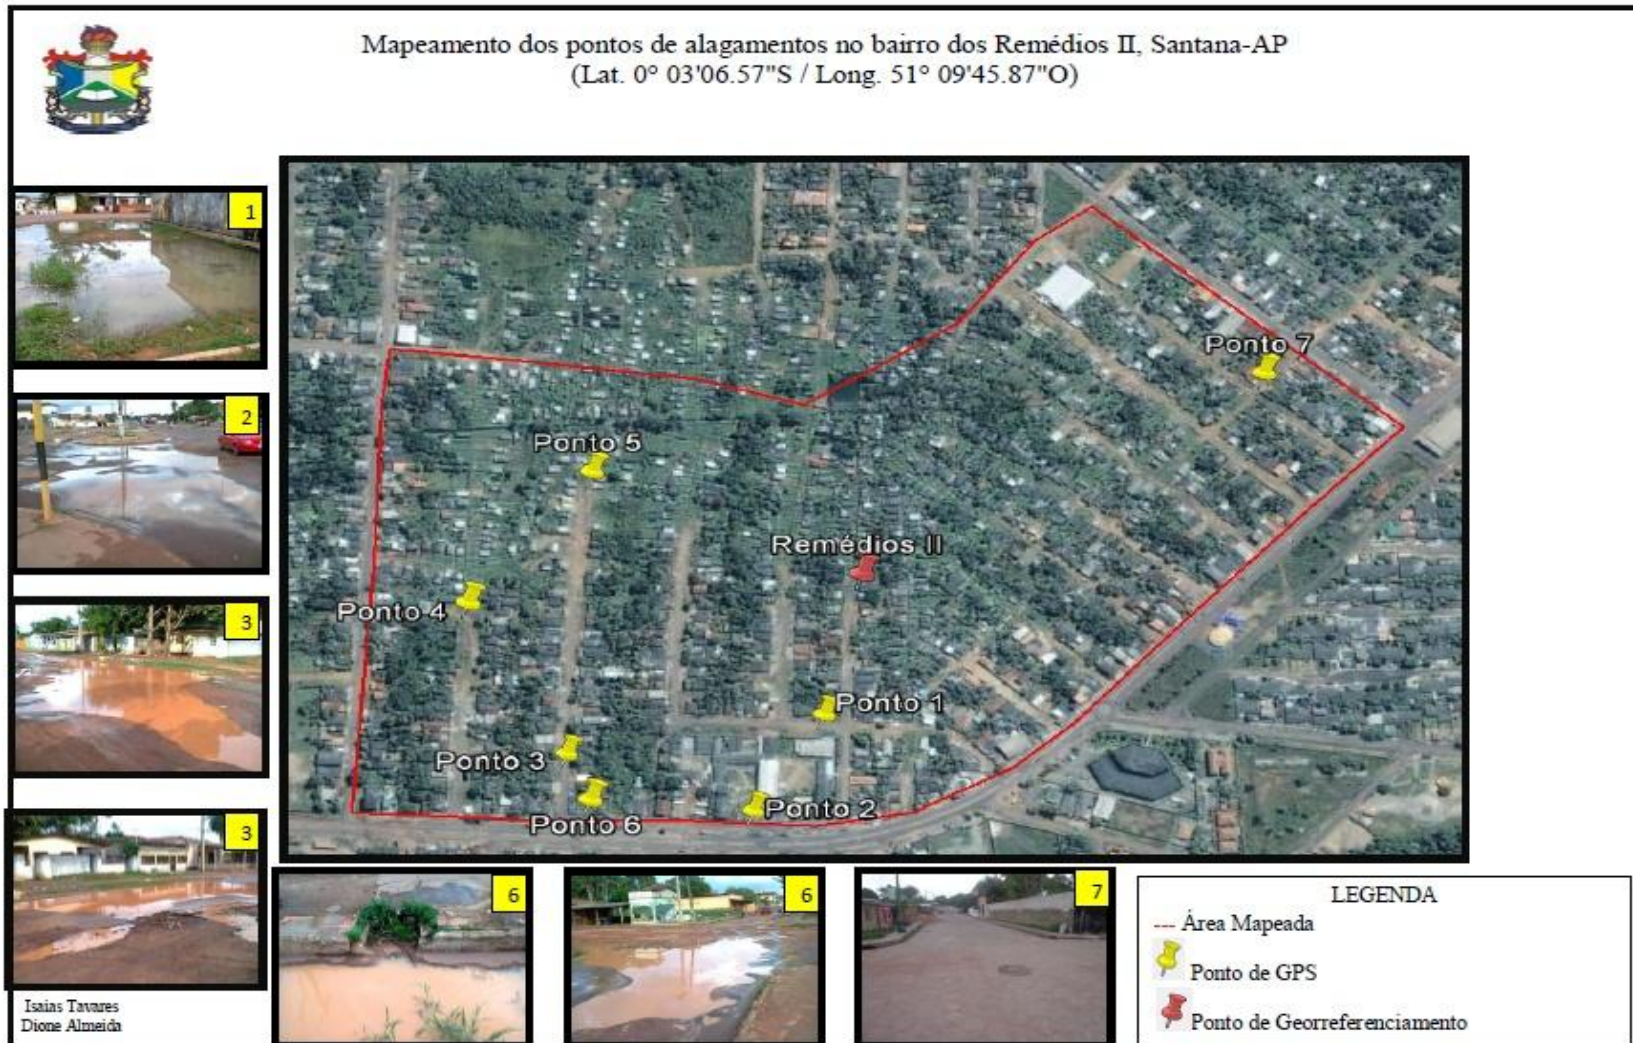 Mapeamento dos pontos de alagamentos no bairro dos Remédios II, Santana-AP
(Lat. 0° 03'06.57"S / Long. 51° 09'45.87"O)
1
2
3
3
6
6
7
Ponto 7
Ponto 5
Remédios II
Ponto 4
Ponto 1
Ponto 3
Ponto 2
Ponto 6
LEGENDA
--- Área Mapeada
Ponto de GPS
Ponto de Georreferenciamento
Isaias Tavares
Dione Almeida